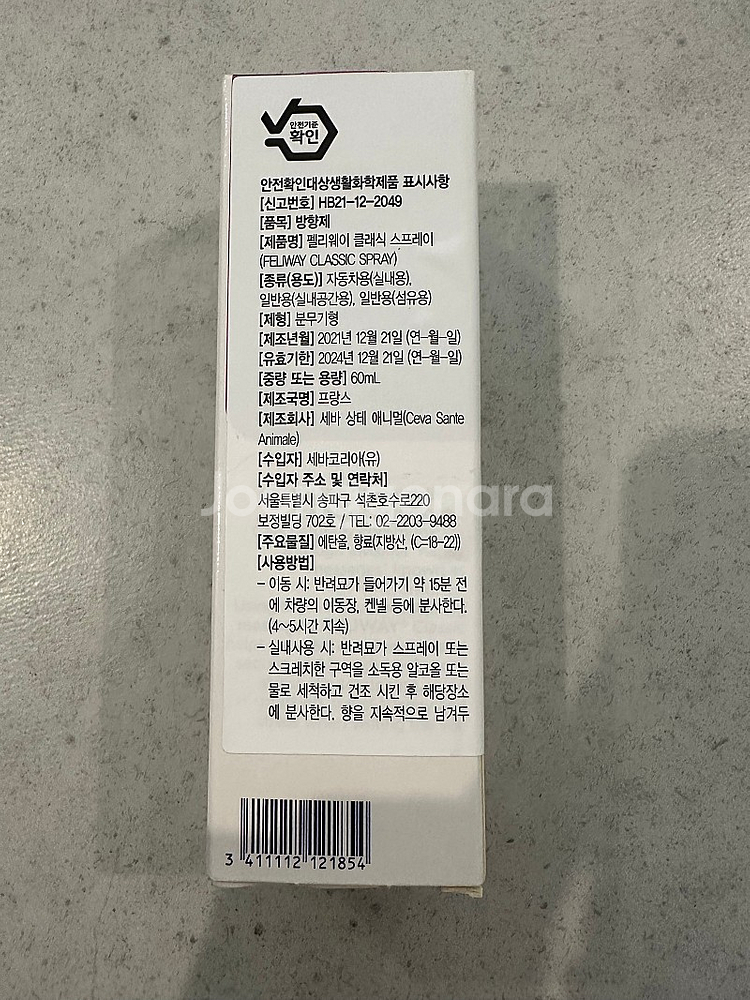 안전기준
확인
안전확인대상생활화학제품 표시사항
[신고번호] HB21-12-2049
[품목] 방향제
[제품명] 펠리웨이 클래식 스프레이
(FELIWAY CLASSIC SPRAY)
[종류(용도)] 자동차용(실내용),
일반용(실내공간용), 일반용(섬유용)
[제형] 분무기형
[제조년월] 2021년 12월 21일 (연-월-일)
[유효기한] 2024년 12월 21일 (연-월-일)
[중량 또는 용량] 60mL
[제조국명] 프랑스
[제조회사] 세바 상테 애니멀(Ceva Sante
Animale)
[수입자] 세바코리아(유)
[수입자 주소 및 연락처]
서울특별시 송파구 석촌호수로220
보정빌딩 702호 / TEL: 02-2203-9488
[주요물질] 에탄올, 향료(지방산, (C=18-22))
[사용방법]
- 이동 시: 반려묘가 들어가기 약 15분 전
에 차량의 이동장, 켄넬 등에 분사한다.
(4~5시간 지속)
- 실내사용 시: 반려묘가 스프레이 또는
스크레치한 구역을 소독용 알코올 또는
물로 세척하고 건조 시킨 후 해당장소
에 분사한다. 향을 지속적으로 남겨두
3 411112 121854